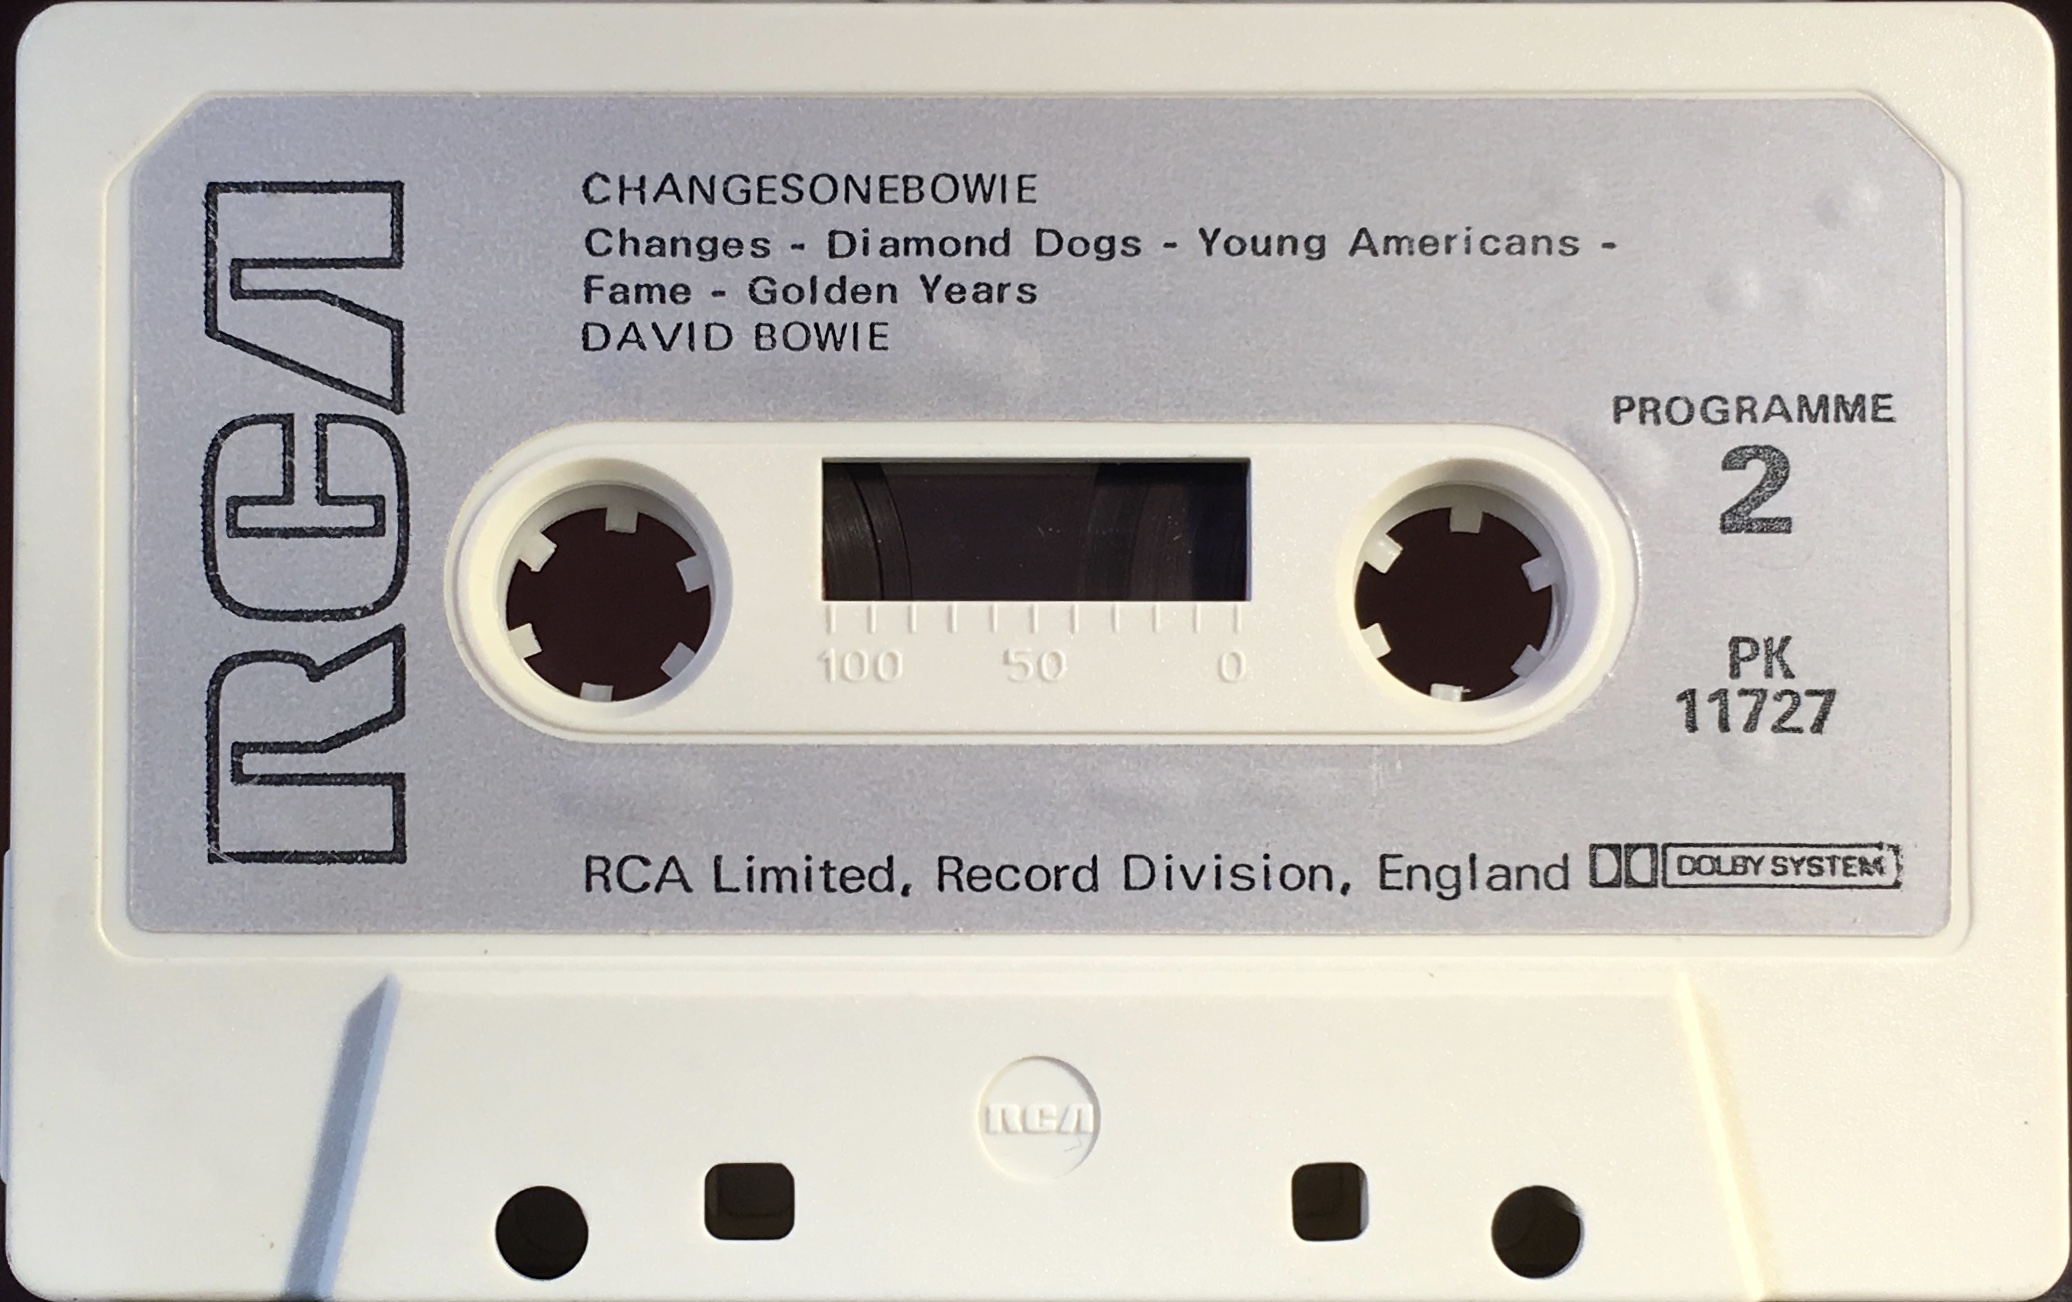 RCA
CHANGESONEBOWIE
Changes - Diamond Dogs - Young Americans -
Fame - Golden Years
DAVID BOWIE
PROGRAMME
2
100 50 0
PK
11727
RCA Limited, Record Division, England DOLBY SYSTEM
RCA